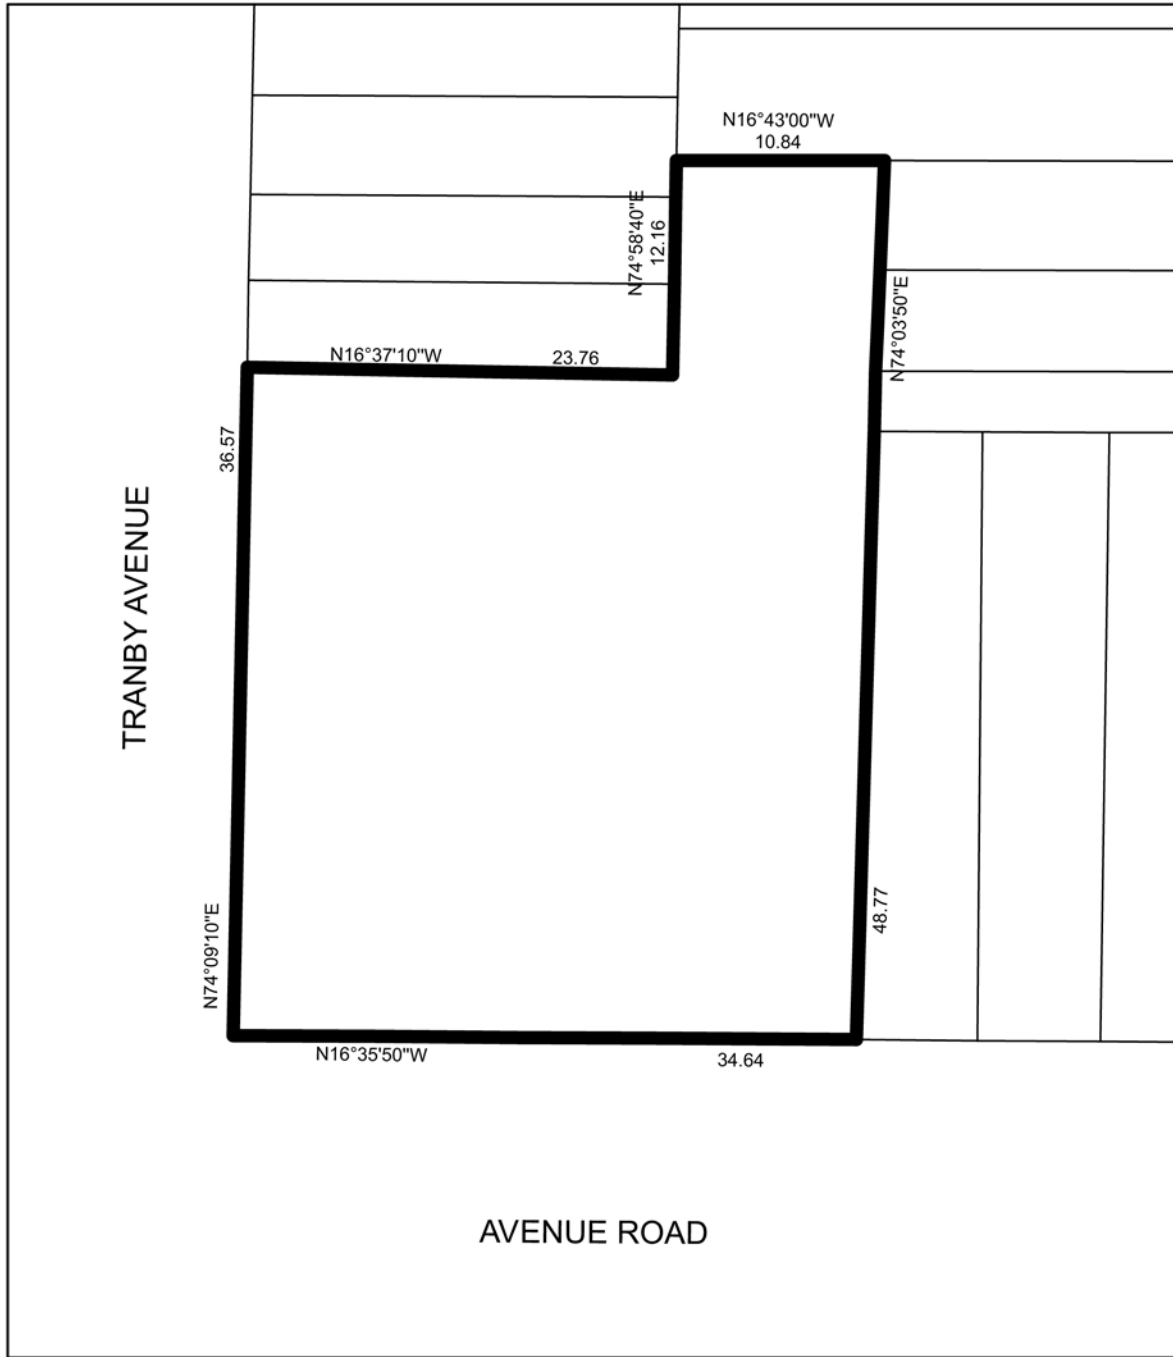 N16°43'00"W
10.84
N74°58'40"E
12.16
N74°03'50"E
N16°37'10"W
23.76
36.57
TRANBY AVENUE
N74°09'10"E
48.77
N16°35'50"W
34.64
AVENUE ROAD